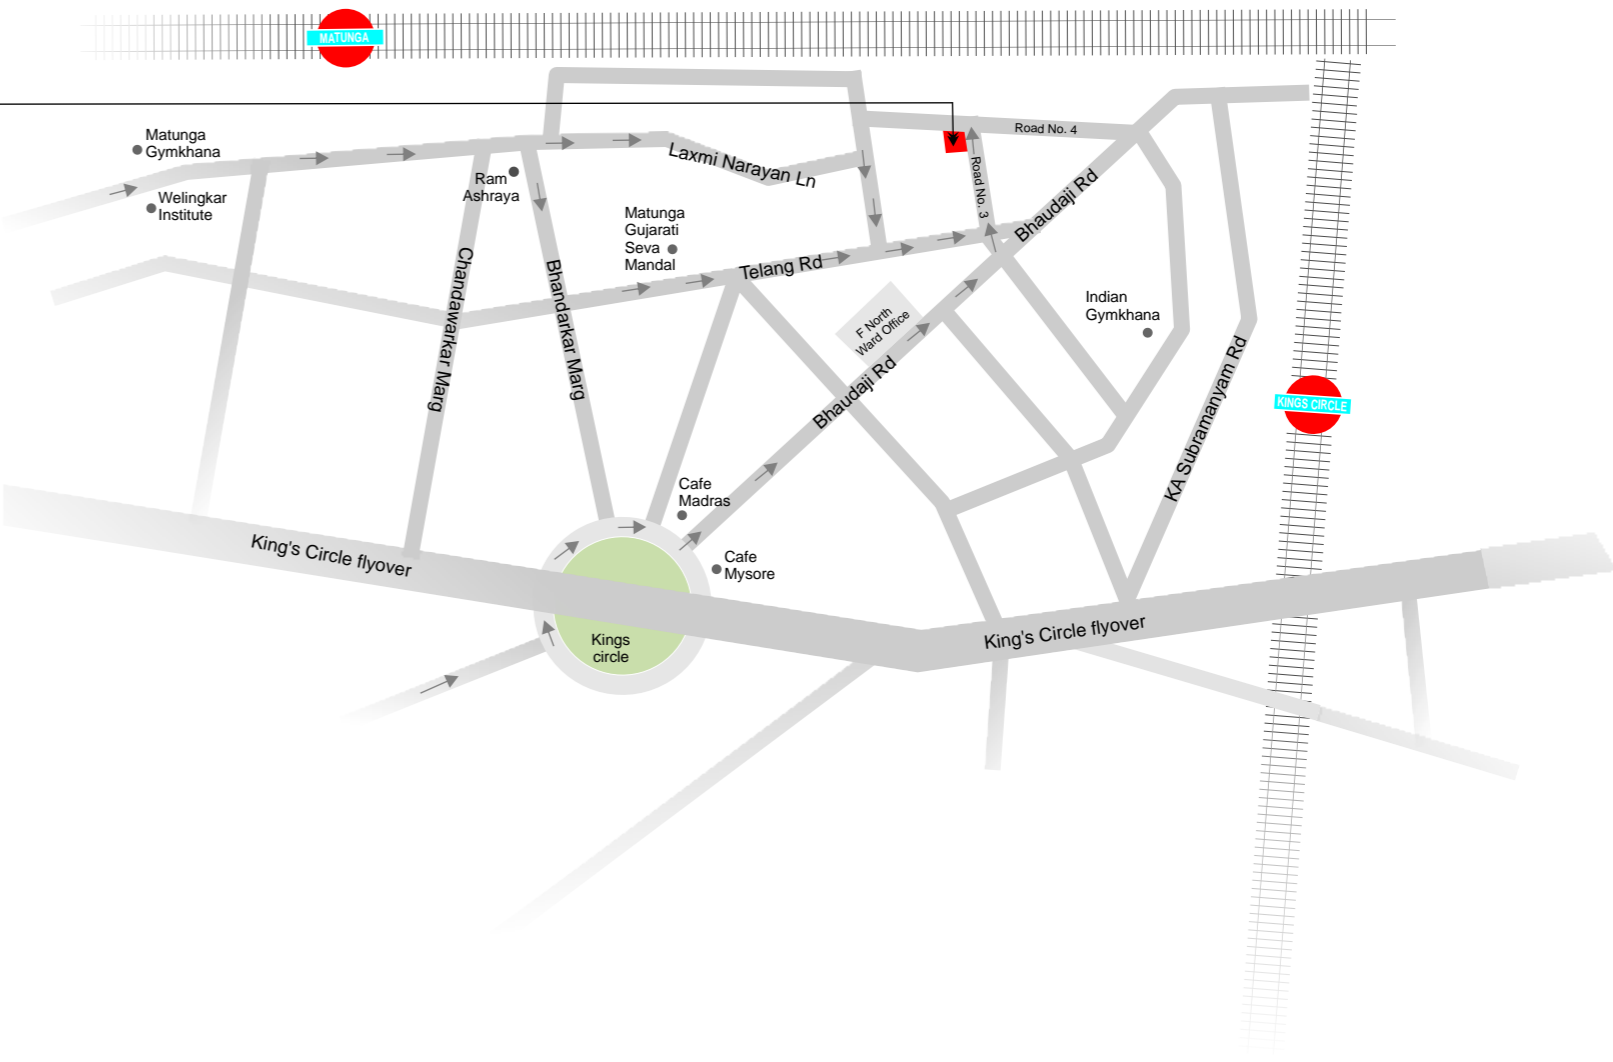 MATUNGA
Matunga
Gymkhana
Welingkar
Institute
Ram
Ashraya
Laxmi Narayan Ln
Road No. 4
Road No. 3
Bhaudaji Rd
Matunga
Gujarati
Seva
Mandal
Telang Rd
Chandawarkar Marg
Bhandarkar Marg
F North
Ward Office
Indian
Gymkhana
Bhaudaji Rd
KA Subramanyam Rd
KINGS CIRCLE
Cafe
Madras
Cafe
Mysore
King's Circle flyover
Kings
circle
King's Circle flyover